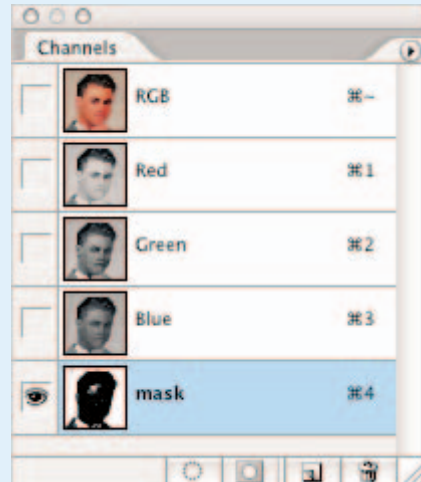 Channels
RGB ⌘~
Red ⌘1
Green ⌘2
Blue ⌘3
mask ⌘4